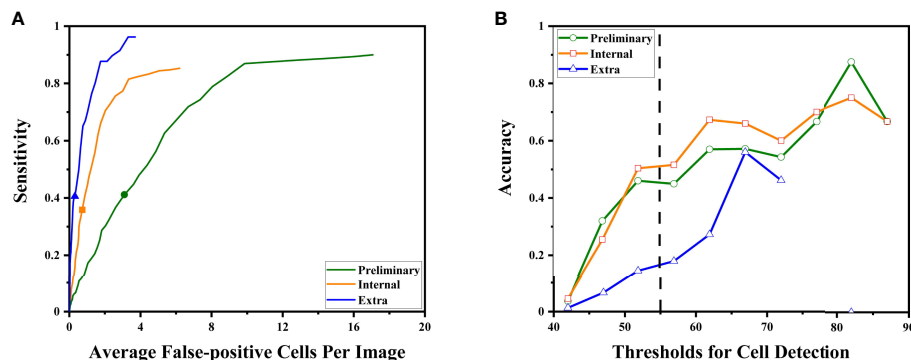 A
1
0.8
0.6
0.4
0.2
0
Sensitivity
0 4 8 12 16 20
Average False-positive Cells Per Image
Preliminary
Internal
Extra
B
1
0.8
0.6
0.4
0.2
0
Accuracy
40 50 60 70 80 90
Thresholds for Cell Detection
Preliminary
Internal
Extra